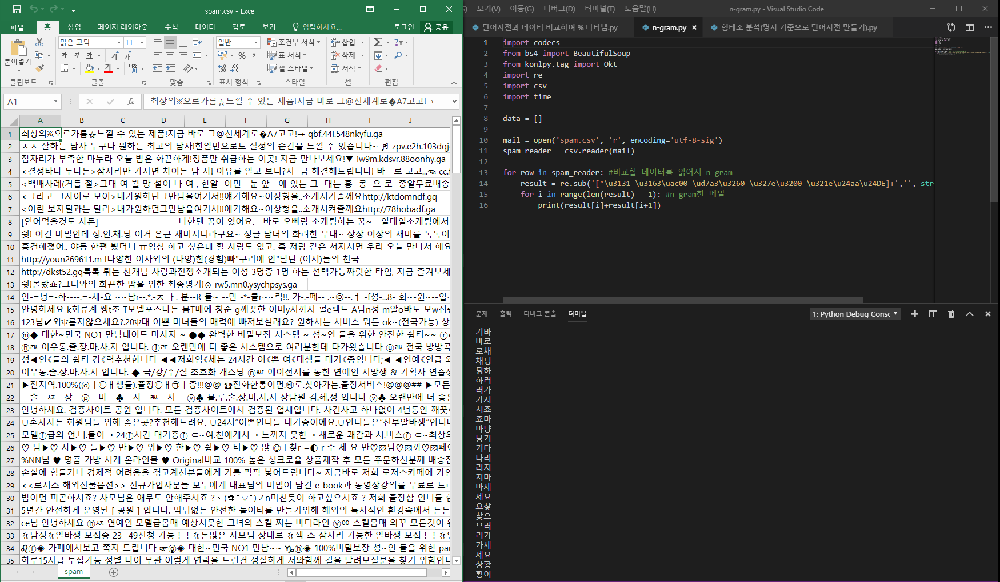 spam.csv - Excel
파일 홈 삽입 페이지 레이아웃 수식 데이터 검토 보기 입력하세요... 로그인 공유
붙여넣기
맑은 고딕 11
가 가 가 가 가
일반
조건부 서식
표 서식
셀 스타일
삽입
삭제
서식
클립보드 글꼴 맞춤 표시 형식 스타일 셀 편집
A1 fx 최상의※오르가름☆느낄 수 있는 제품!지금 바로 그@신세계로�A7고고!→
A B C D E F G H I J
1 최상의※오르가름☆느낄 수 있는 제품!지금 바로 그@신세계로�A7고고!→ qbf.44i.548nkyfu.ga
2 ㅅㅅ 잘하는 남자 누구나 원하는 최고의 남자!한알만으로도 절정의 순간을 느낄 수 있습니다~ ♬ zpv.e2h.103dqj
3 잠자리가 부족한 마누라 오늘 밤은 화끈하게!정품만 취급하는 이곳! 지금 만나보세요!▼ iw9m.kdsvr.88oonhy.ga
4 <결정타다 누나는>잠자리만 가지면 차이는 남 자! 이유를 알고 보니?지 금 해결해드립니다! 바 로 고고...☜ cc.
5 <백배사례(거듭 절>그대 여 뭘 망 설이 나 여 , 한알 이면 눈 앞 에 있는 그 대는 홍 콩 으 로 총알무료배송
6 <그리고 그사이로 보이>내가원하던그만남을여기서!!얘기해요~이상형을..소개시켜줄께요http://ktdomndf.gq
7 <어린 보지털과는 달리>내가원하던그만남을여기서!!얘기해요~이상형을..소개시켜줄께요http://78hobadf.ga
8 [얻어먹을것도 사돈] 나한텐 꿈이 있어요. 바로 오빠랑 소개팅하는 꿈~ 일대일소개팅에서
9 쉿! 이건 비밀인데 성.인.채.팅 이거 은근 재미지더라구요~ 싱글 남녀의 화려한 무대~ 상상 이상의 재미를 톡톡이
10 흥건해졌어.. 야동 한편 봤더니 ㅠ엄청 하고 싶은데 할 사람도 없고. 혹 저랑 같은 처지시면 우리 오늘 만나서 해요
11 http://youn269611.m l다양한 여자와의 (다양)한(경험)빠"구리에 안"달난 (여시)들의 천국
12 http://dkst52.gq톡톡 튀는 신개념 사랑과전쟁소개되는 이성 3명중 1명 하는 선택가능짜릿한 타임, 지금 즐겨보세
13 쉿!몰랐죠?그녀와의 화끈한 밤을 위한 최종병기!⊙ rw5.mn0.ysychpsys.ga
14 안-=녕=-하----.=-세-요 ~~남r--.*.-ㅈ ㅏ. 분--R 들~ --만 -*-클r~~릭!!. 카-.-페-- .~◎--.ㅕ -f성-...8- 회~-원~--입~
15 안녕하세요 k화류계 쌩t초 T모델포스나는 몸T매에 청순 g깨끗한 이미y지까지 펄e펙트 A남n성 m알o바도 모w집중
16 123님✔외Ψ롭지않으세요?.20Ψ대 이쁜 미녀들의 매력에 빠져보실래요? 원하시는 서비스 뭐든 ok~(전국가능) 상
17 ⓜ◆ 대한~민국 NO1 만남데이트 마사지 ~ ●◆ 완벽한 비밀보장 시스템 ~ 성~인 들을 위한 안전한 쉼터~~ ⓡ
18 ⓗ 어우동.출.장.마.사.지 입니다. ⓙ 오랜만에 더 좋은 시스템으로 여러분한테 다가왔습니다 ⓤ 전국 방방곡
19 성◀인《들의 쉼터 강《력추천합니다 ◀◀저희업《체는 24시간 이《쁜 여《대생들 대기《중입니다;◀ ◀연예《인급 외
20 어우동.출.장.마.사.지 입니다. ◆ 극/강/수/질 초호화 캐스팅 ⓝ 에이전시를 통한 연예인 지망생 & 기획사 연습생
21 ▶전지역.100%(⊙ㅕ㉢ㅐ생들).출장㉢ㅐ㉠ㅣ중!!!@@ ☎전화한통이면.로.찾아가는.출장서비스!@@@## ▶모든
22 —출—ㅼ—장—ⓟ—마—♣—사——지— ⓥ♣ 블.루.출.장.마.사.지 상담원 김.혜.정 입니다 ⓥ♣ 오랜만에 더 좋은
23 안녕하세요. 검증사이트 공원 입니다. 모든 검증사이트에서 검증된 업체입니다. 사건사고 하나없이 4년동안 깨끗한
24 ∪혼자사는 회원님들 위해 좋은곳?추천해드려요. ∪24시"이쁜언니들 대기중이에요.∪언니들은"전부알바생"입니다
25 모델ⓕ급의 언.니.들이 ・24ⓕ시간 대기중ⓕ ⊆~여.친에게서 ・느끼지 못한 ・새로운 쾌감과 서.비스ⓕ ⊆~최상의
26 ♡ 남▶♡ 자▶♡ 들▶♡ 만▶♡ 위▶♡ 한▶♡ 쉼▶♡ 터▶♡ 많 ◎ l 찾r =◐ r 주 세 요 만♡▨남♡▨까♡▨페이
27 %NN님 ♥ 명품 가방 시계 온라인몰 ♥ Original비교 100% 높은 싱크로율 상품제작 후 모든 주문하신분께 배송전
28 손실에 힘들거나 경제적 어려움을 겪고계신분들에게 기를 팍팍 넣어드립니다~ 지금바로 저희 로저스카페에 가입
29 <<로저스 해외선물옵션>> 신규가입자분들 모두에게 대표님의 비법이 담긴 e-book과 동영상강의를 무료로 드리
30 밤이면 피곤하시죠? 사모님은 애무도 안해주시죠 ?ヽ(✿ﾟ▽ﾟ)ノn미친듯이 하고싶으시죠 ? 저희 출장샵 언니들 한
31 5년간 안전하게 운영된 [ 공원 ] 입니다. 먹튀없는 안전한 놀이터를 만들기위해 해외의 독자적인 환경속에서 든든
32 ce님 안녕하세요 ⓗㅼ 연예인 모델급몸매 예상치못한 그녀의 스킬 쩌는 바디라인 ⓥ 스킬몸매 와꾸 모든것이 완
33 な남성な알바생 모집중 23--49신청 가능！！な돈많은 사모님 상대로 な섹-스 잠자리 가능한 알바생 모집！！な일
34 ♌ⓕ◈ 카페에서보고 쪽지 드립니다 ☞ⓖ◈ 대한~민국 NO1 만남~~ ♑ⓗ◈ 100%비밀보장 성~인 들을 위한 par
35 하루15지급 투잡가능 성별 나이 무관 이렇게 연락을 드린건 성실하게 저와함께 길을 달려보실분을 찾기 위함입니
spam
보기(V) 이동(G) 디버그(D) 터미널(T) 도움말(H) n-gram.py - Visual Studio Code
단어사전과 데이터 비교하여 % 나타냄.py n-gram.py 형태소 분석(명사 기준으로 단어사전 만들기).py
1 import codecs
2 from bs4 import BeautifulSoup
3 from konlpy.tag import Okt
4 import re
5 import csv
6 import time
7
8 data = []
9
10 mail = open('spam.csv', 'r', encoding='utf-8-sig')
11 spam_reader = csv.reader(mail)
12
13 for row in spam_reader: #비교할 데이터를 읽어서 n-gram
14 result = re.sub('[^\u3131-\u3163\uac00-\ud7a3\u3260-\u327e\u3200-\u321e\u24aa\u24DE]+','', str
15 for i in range(len(result) - 1): #n-gram한 메일
16 print(result[i]+result[i+1])
문제 출력 디버그 콘솔 터미널 1: Python Debug Consc
기바
바로
로채
채팅
팅하
하러
러가
가시
시죠
죠마
마냥
냥기
기다
다리
리지
지마
마세
세요
요찾
찾으
으러
러가
가세
세요
상황
황이